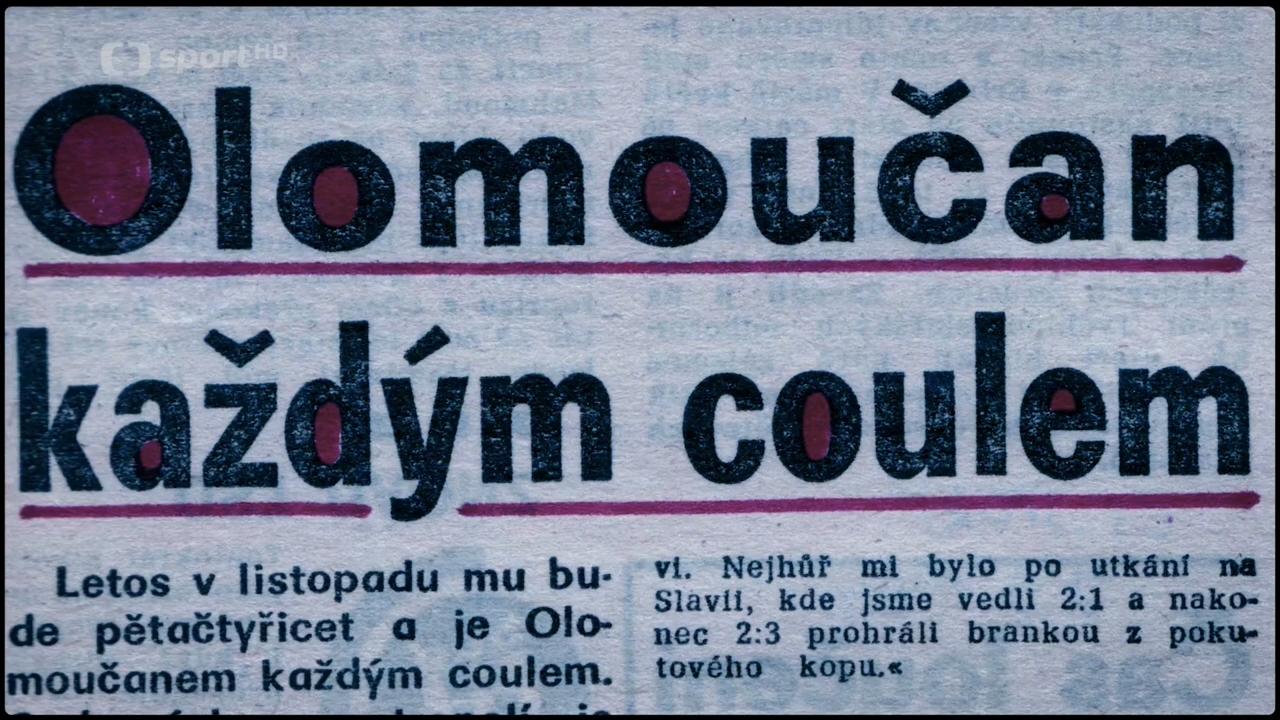 sport HD
Olomoučan
každým coulem
Letos v listopadu mu bu-
de pětačtyřicet a je Olo-
moučanem každým coulem.
vi. Nejhůř mi bylo po utkání na
Slavii, kde jsme vedli 2:1 a nako-
nec 2:3 prohráli brankou z poku-
tového kopu.«